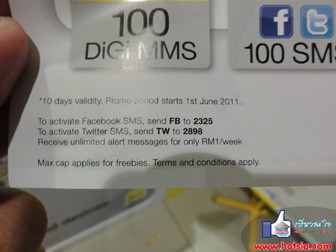 100
DiGi MMS
100 SMS
*10 days validity. Promo period starts 1st June 2011.
To activate Facebook SMS, send FB to 2325
To activate Twitter SMS, send TW to 2898
Receive unlimited alert messages for only RM1/week
Max cap applies for freebies. Terms and conditions apply.
www.hatsia.com